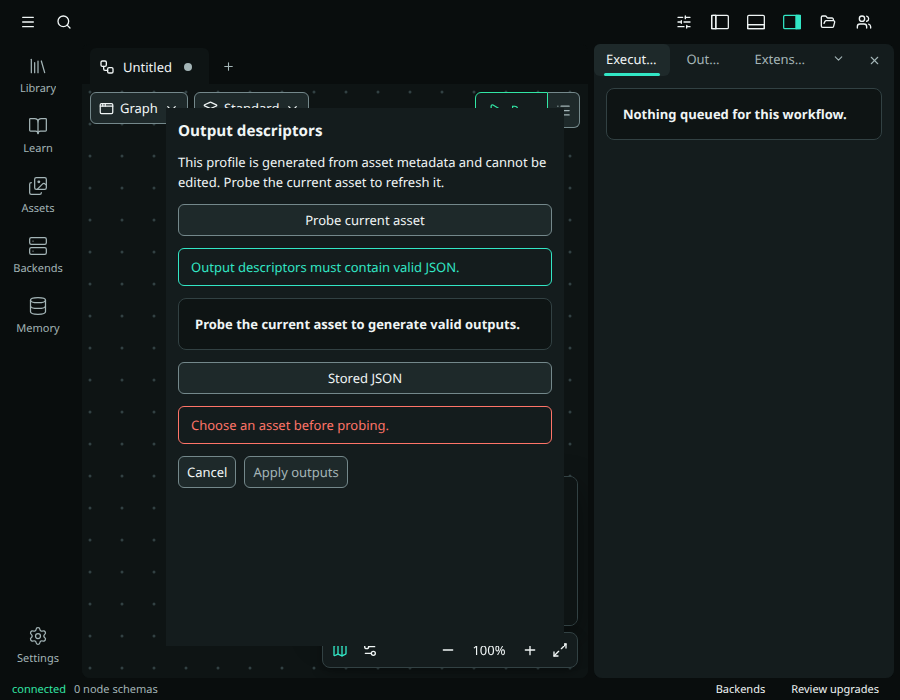 Untitled
Execut...
Out...
Extens...
Library
Learn
Assets
Backends
Memory
Settings
Graph
Standard
Output descriptors
This profile is generated from asset metadata and cannot be
edited. Probe the current asset to refresh it.
Probe current asset
Output descriptors must contain valid JSON.
Probe the current asset to generate valid outputs.
Stored JSON
Choose an asset before probing.
Cancel
Apply outputs
Nothing queued for this workflow.
100%
connected
0 node schemas
Backends
Review upgrades